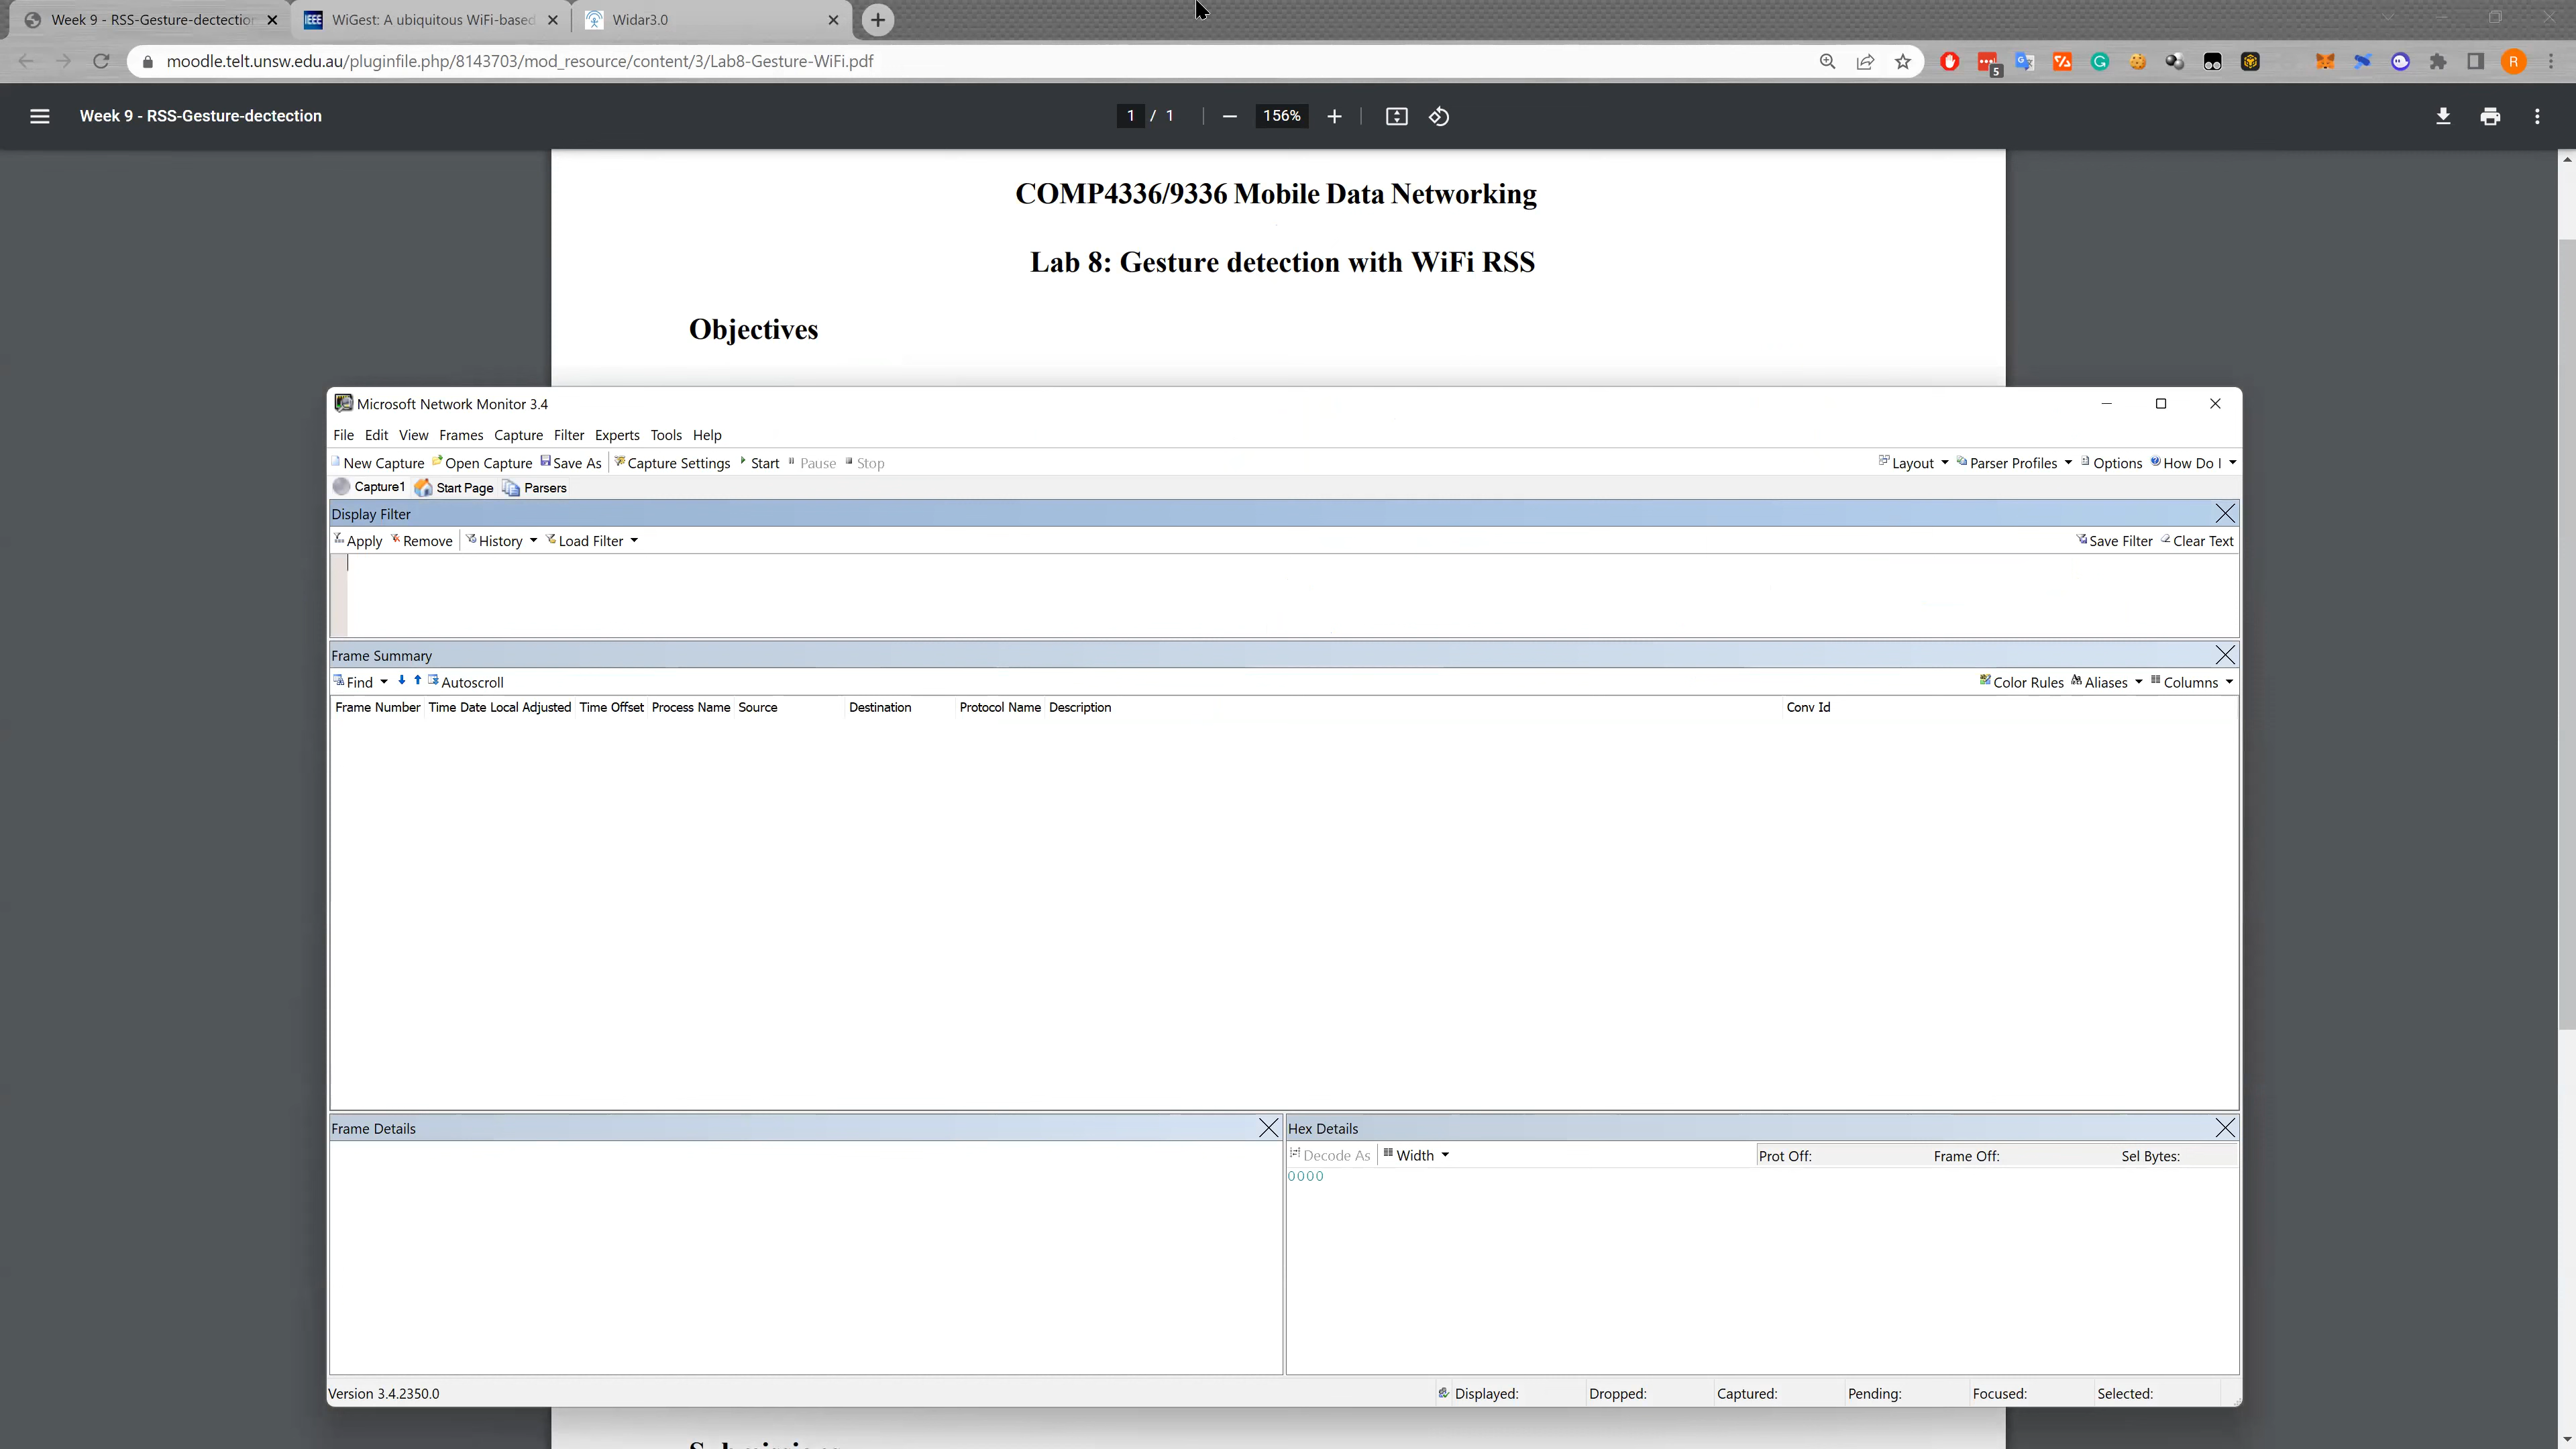 Week 9 - RSS-Gesture-dectection
WiGest: A ubiquitous WiFi-based
Widar3.0
moodle.telt.unsw.edu.au/pluginfile.php/8143703/mod_resource/content/3/Lab8-Gesture-WiFi.pdf
5
R
Week 9 - RSS-Gesture-dectection
1 / 1
156%
COMP4336/9336 Mobile Data Networking
Lab 8: Gesture detection with WiFi RSS
Objectives
Microsoft Network Monitor 3.4
File Edit View Frames Capture Filter Experts Tools Help
New Capture Open Capture Save As Capture Settings Start Pause Stop Layout Parser Profiles Options How Do I
Capture1 Start Page Parsers
Display Filter
Apply Remove History Load Filter Save Filter Clear Text
Frame Summary
Find Autoscroll Color Rules Aliases Columns
Frame Number Time Date Local Adjusted Time Offset Process Name Source Destination Protocol Name Description Conv Id
Frame Details
Hex Details
Decode As Width Prot Off: Frame Off: Sel Bytes:
0000
Version 3.4.2350.0 Displayed: Dropped: Captured: Pending: Focused: Selected: